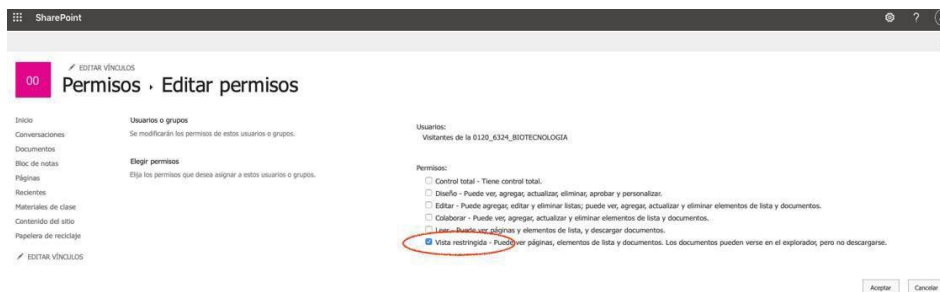 SharePoint
?
EDITAR VÍNCULOS
00
Permisos › Editar permisos
Inicio
Conversaciones
Documentos
Bloc de notas
Páginas
Recientes
Materiales de clase
Contenido del sitio
Papelera de reciclaje
EDITAR VÍNCULOS
Usuarios o grupos
Se modificarán los permisos de estos usuarios o grupos.
Elegir permisos
Elija los permisos que desea asignar a estos usuarios o grupos.
Usuarios:
Visitantes de la 0120_6324_BIOTECNOLOGIA
Permisos:
Control total - Tiene control total.
Diseño - Puede ver, agregar, actualizar, eliminar, aprobar y personalizar.
Editar - Puede agregar, editar y eliminar listas; puede ver, agregar, actualizar y eliminar elementos de lista y documentos.
Colaborar - Puede ver, agregar, actualizar y eliminar elementos de lista y documentos.
Leer - Puede ver páginas y elementos de lista, y descargar documentos.
Vista restringida - Puede ver páginas, elementos de lista y documentos. Los documentos pueden verse en el explorador, pero no descargarse.
Aceptar
Cancelar